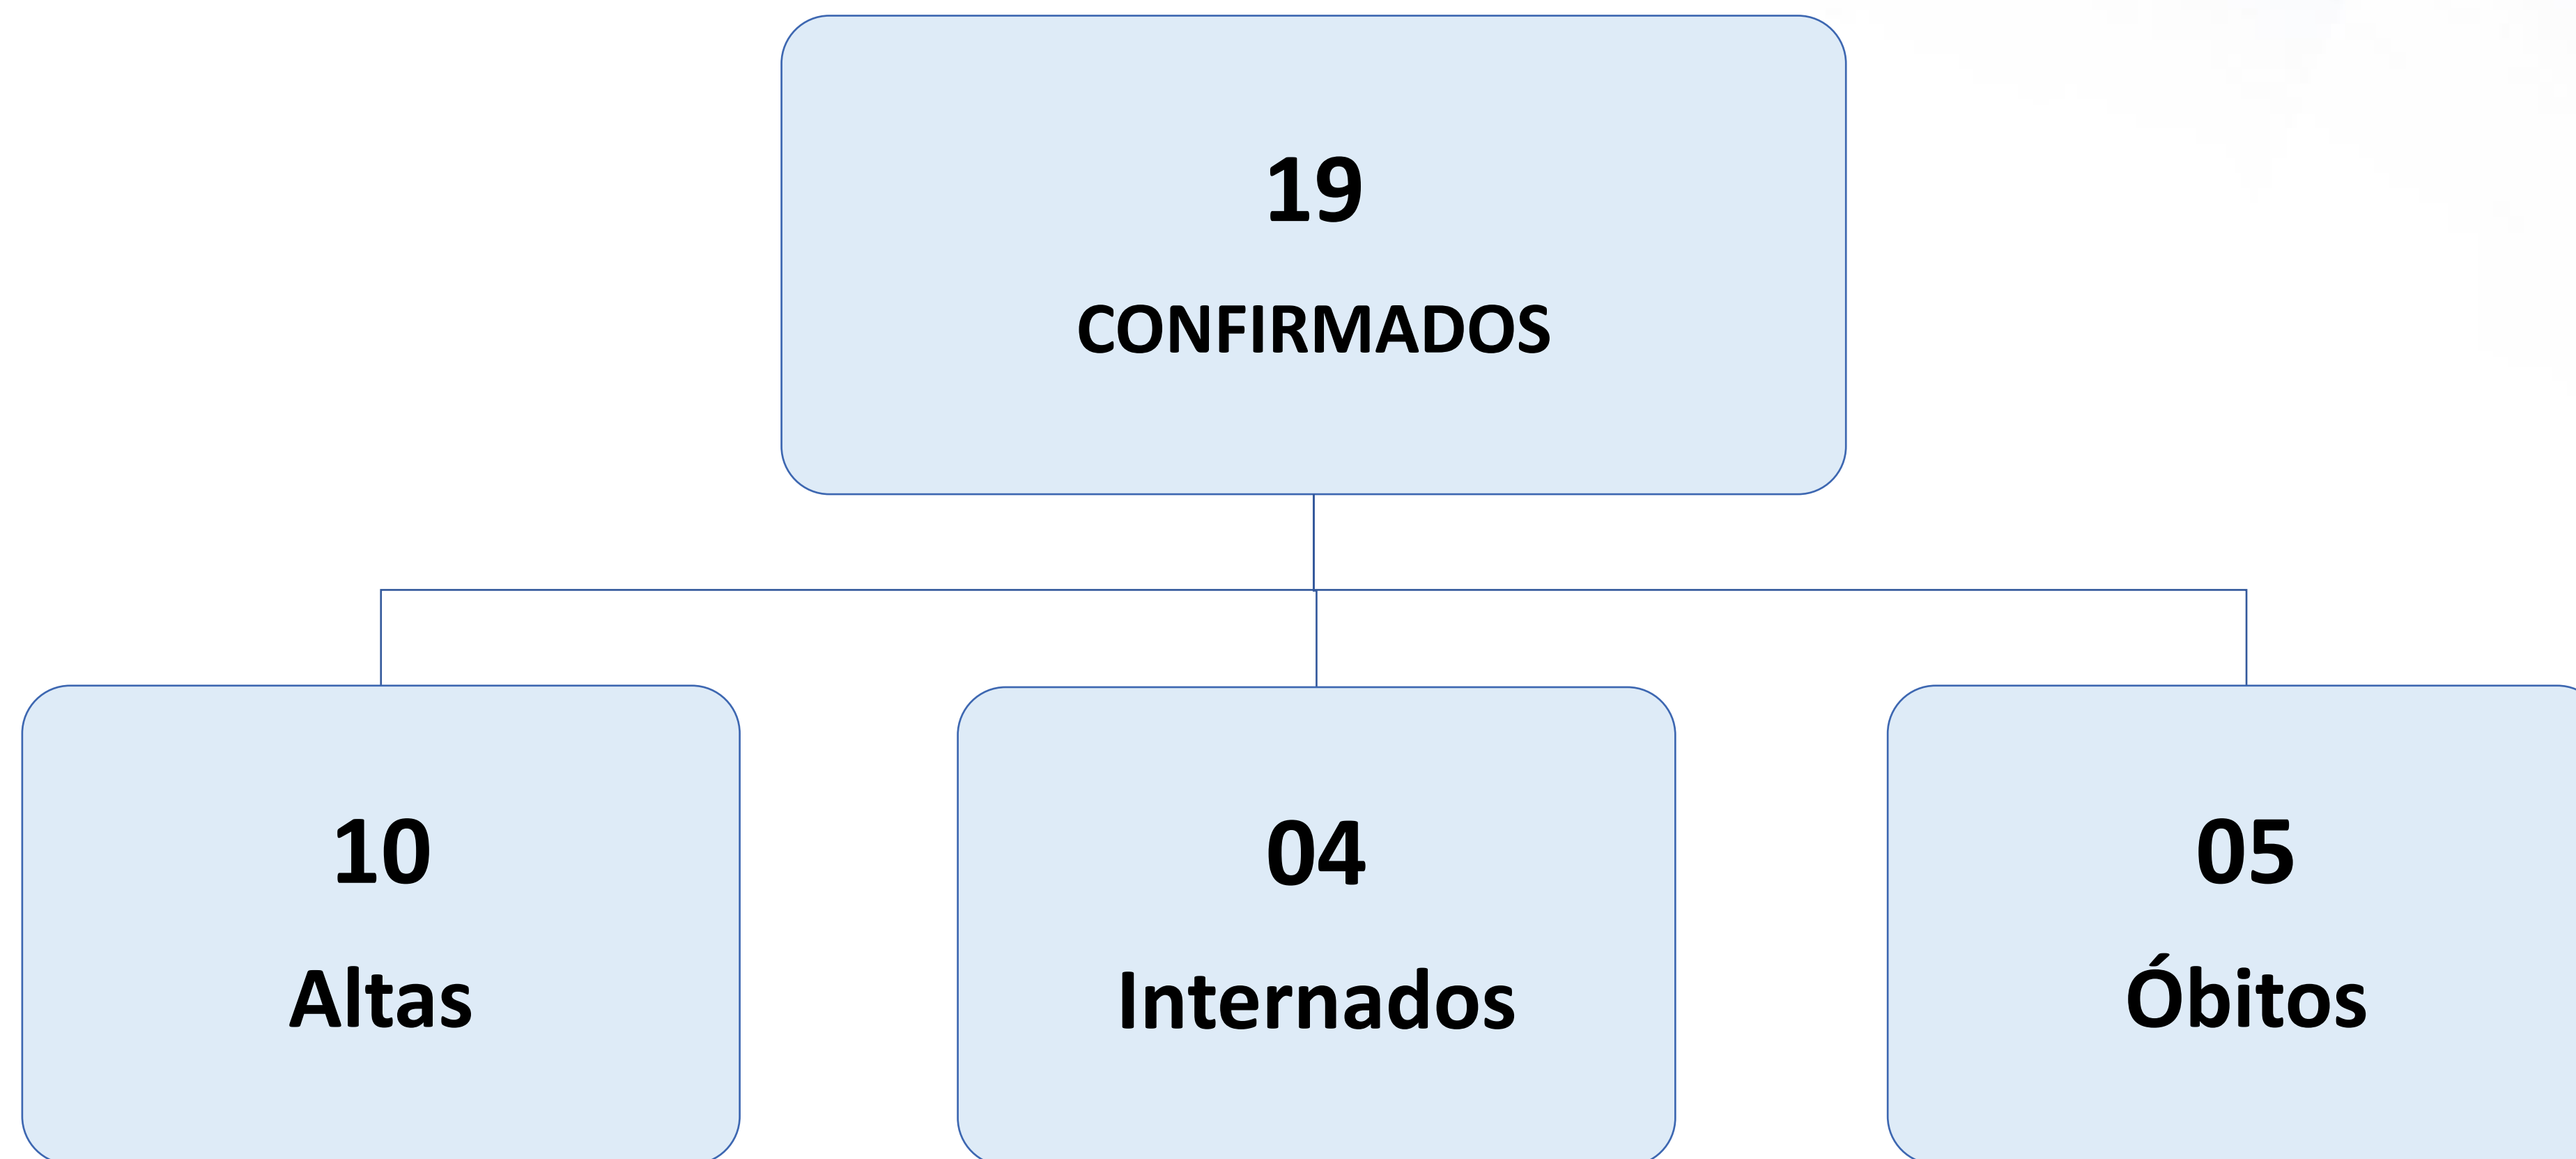 19
CONFIRMADOS
10
Altas
04
Internados
05
Óbitos